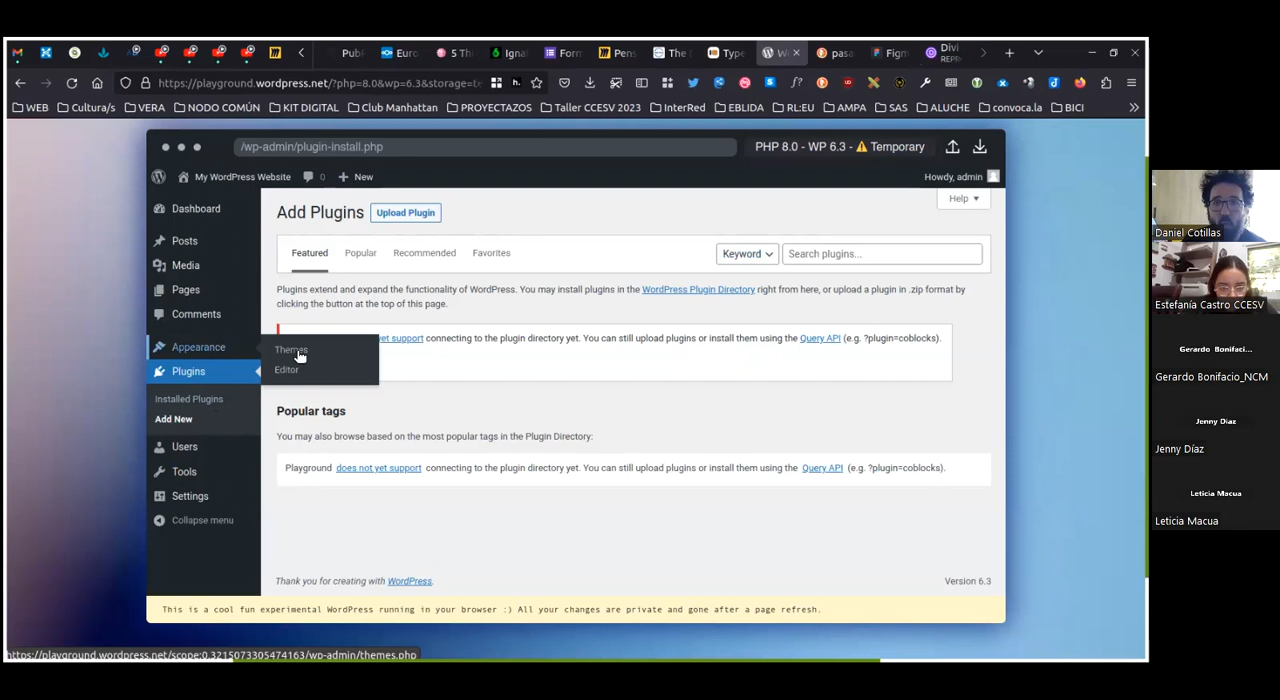 Publ
Euro
5 Th
Ignat
Form
Pens
The (
Type
W
pasa
Figm
Divi
REPR
https://playground.wordpress.net/?php=8.0&wp=6.3&storage=te
WEB
Cultura/s
VERA
NODO COMÚN
KIT DIGITAL
Club Manhattan
PROYECTAZOS
Taller CCESV 2023
InterRed
EBLIDA
RL:EU
AMPA
SAS
ALUCHE
convoca.la
BICI
/wp-admin/plugin-install.php
PHP 8.0 - WP 6.3 - ⚠ Temporary
My WordPress Website
0
New
Howdy, admin
Dashboard
Posts
Media
Pages
Comments
Appearance
Themes
Editor
Plugins
Installed Plugins
Add New
Users
Tools
Settings
Collapse menu
Add Plugins
Upload Plugin
Help
Featured
Popular
Recommended
Favorites
Keyword
Search plugins...
Plugins extend and expand the functionality of WordPress. You may install plugins in the WordPress Plugin Directory right from here, or upload a plugin in .zip format by
clicking the button at the top of this page.
yet support connecting to the plugin directory yet. You can still upload plugins or install them using the Query API (e.g. ?plugin=coblocks).
Popular tags
You may also browse based on the most popular tags in the Plugin Directory:
Playground does not yet support connecting to the plugin directory yet. You can still upload plugins or install them using the Query API (e.g. ?plugin=coblocks).
Thank you for creating with WordPress.
Version 6.3
This is a cool fun experimental WordPress running in your browser :) All your changes are private and gone after a page refresh.
https://playground.wordpress.net/scope:0.3215073305474163/wp-admin/themes.php
Daniel Cotillas
Estefanía Castro CCESV
Gerardo Bonifaci...
Gerardo Bonifacio_NCM
Jenny Diaz
Jenny Díaz
Leticia Macua
Leticia Macua